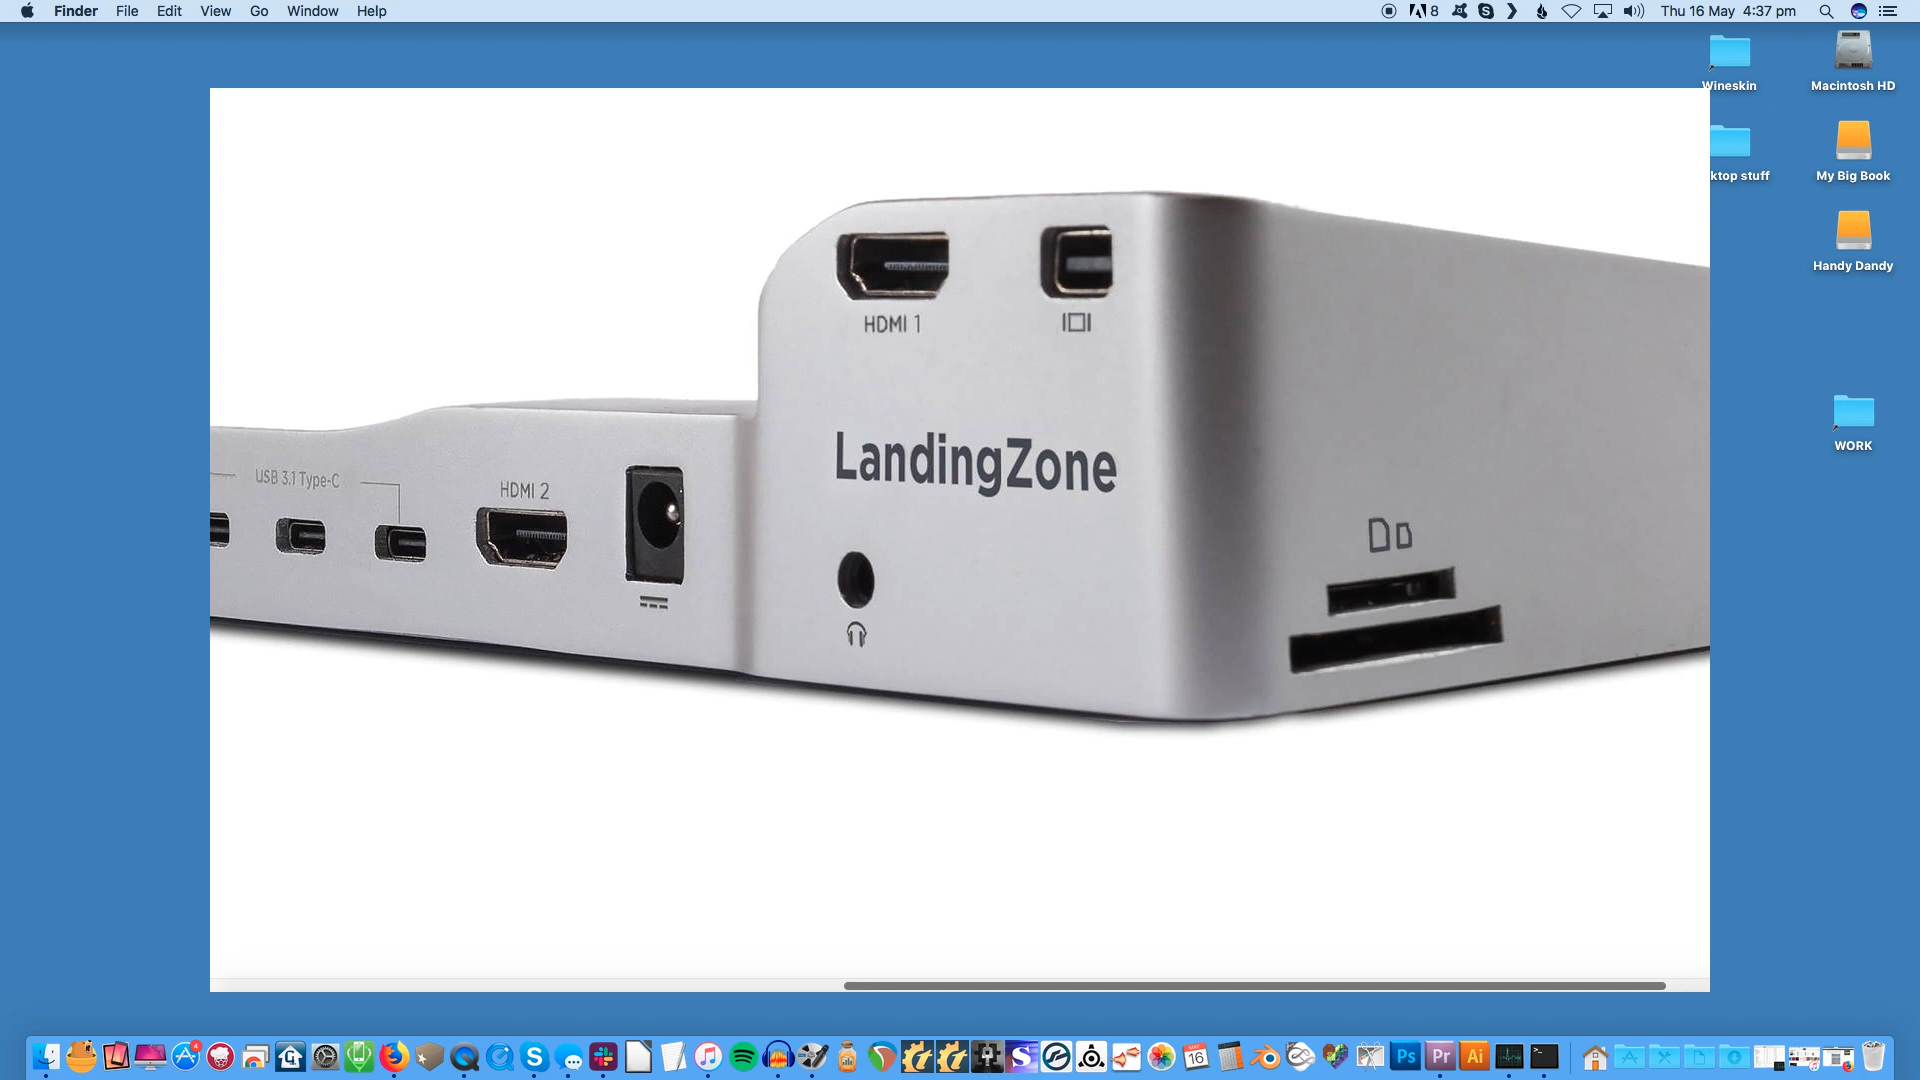 Finder File Edit View Go Window Help
8 Thu 16 May 4:37 pm
Wineskin
Macintosh HD
ktop stuff
My Big Book
Handy Dandy
WORK
HDMI 1
LandingZone
USB 3.1 Type-C
HDMI 2
4
MAY
16
Ps Pr Ai